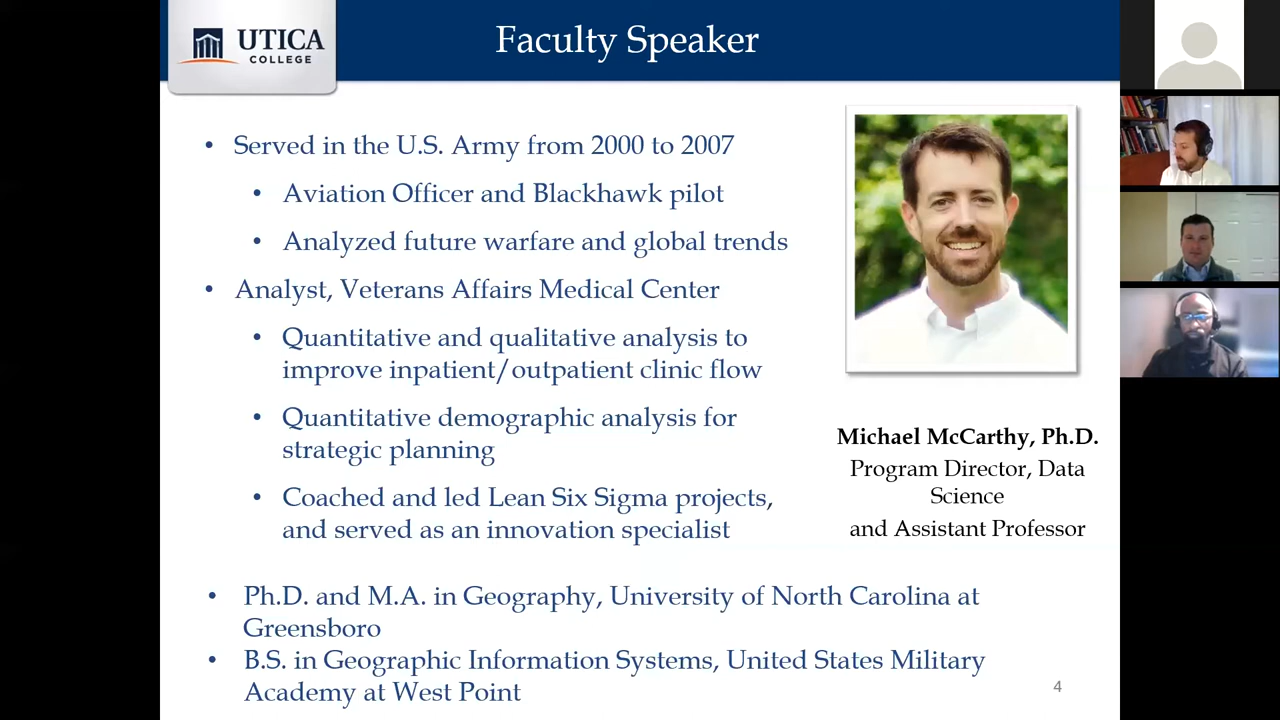 UTICA
COLLEGE
Faculty Speaker
• Served in the U.S. Army from 2000 to 2007
• Aviation Officer and Blackhawk pilot
• Analyzed future warfare and global trends
• Analyst, Veterans Affairs Medical Center
• Quantitative and qualitative analysis to
improve inpatient/outpatient clinic flow
• Quantitative demographic analysis for
strategic planning
• Coached and led Lean Six Sigma projects,
and served as an innovation specialist
• Ph.D. and M.A. in Geography, University of North Carolina at
Greensboro
• B.S. in Geographic Information Systems, United States Military
Academy at West Point
Michael McCarthy, Ph.D.
Program Director, Data
Science
and Assistant Professor
4